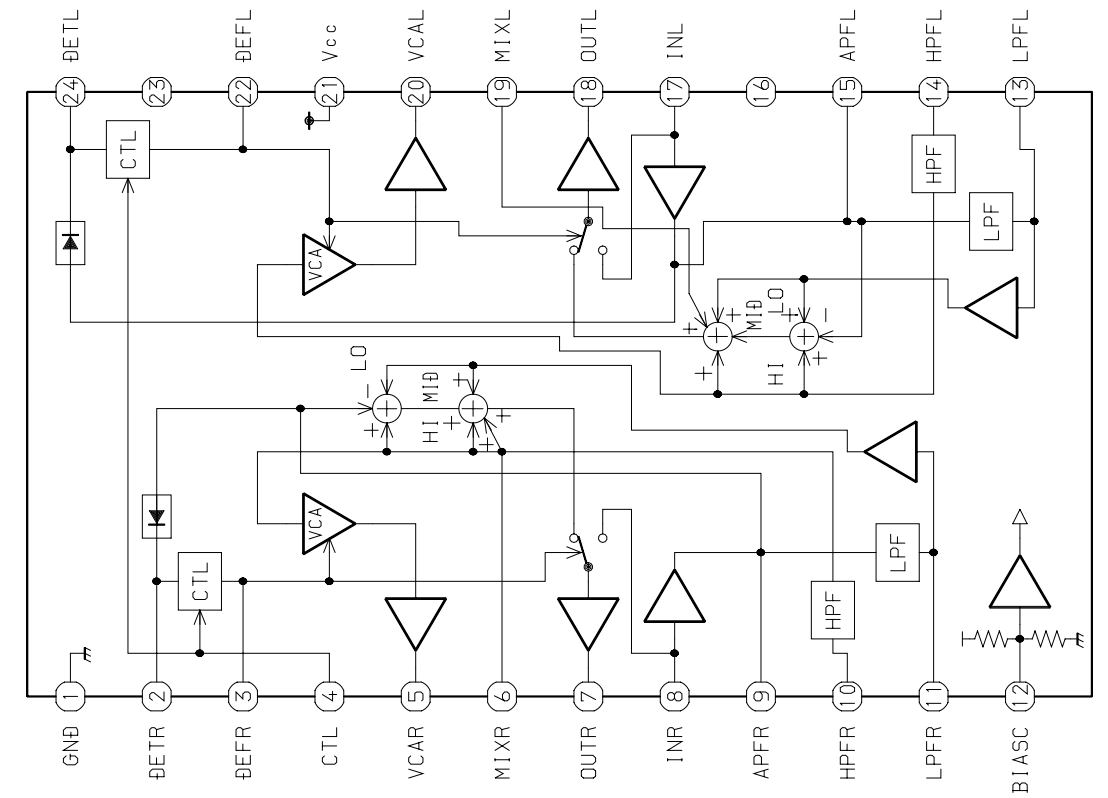 DETL
DEFL
Vcc
VCAL
MIXL
OUTL
INL
APFL
HPFL
LPFL
24
23
22
21
20
19
18
17
16
15
14
13
CTL
HPF
LPF
VCA
+
+
MID
LO
+
-
+
+
HI
+
+
LO
-
+
MID
+
HI
+
+
+
+
+
VCA
CTL
LPF
HPF
1
2
3
4
5
6
7
8
9
10
11
12
GND
DETR
DEFR
CTL
VCAR
MIXR
OUTR
INR
APFR
HPFR
LPFR
BIASC